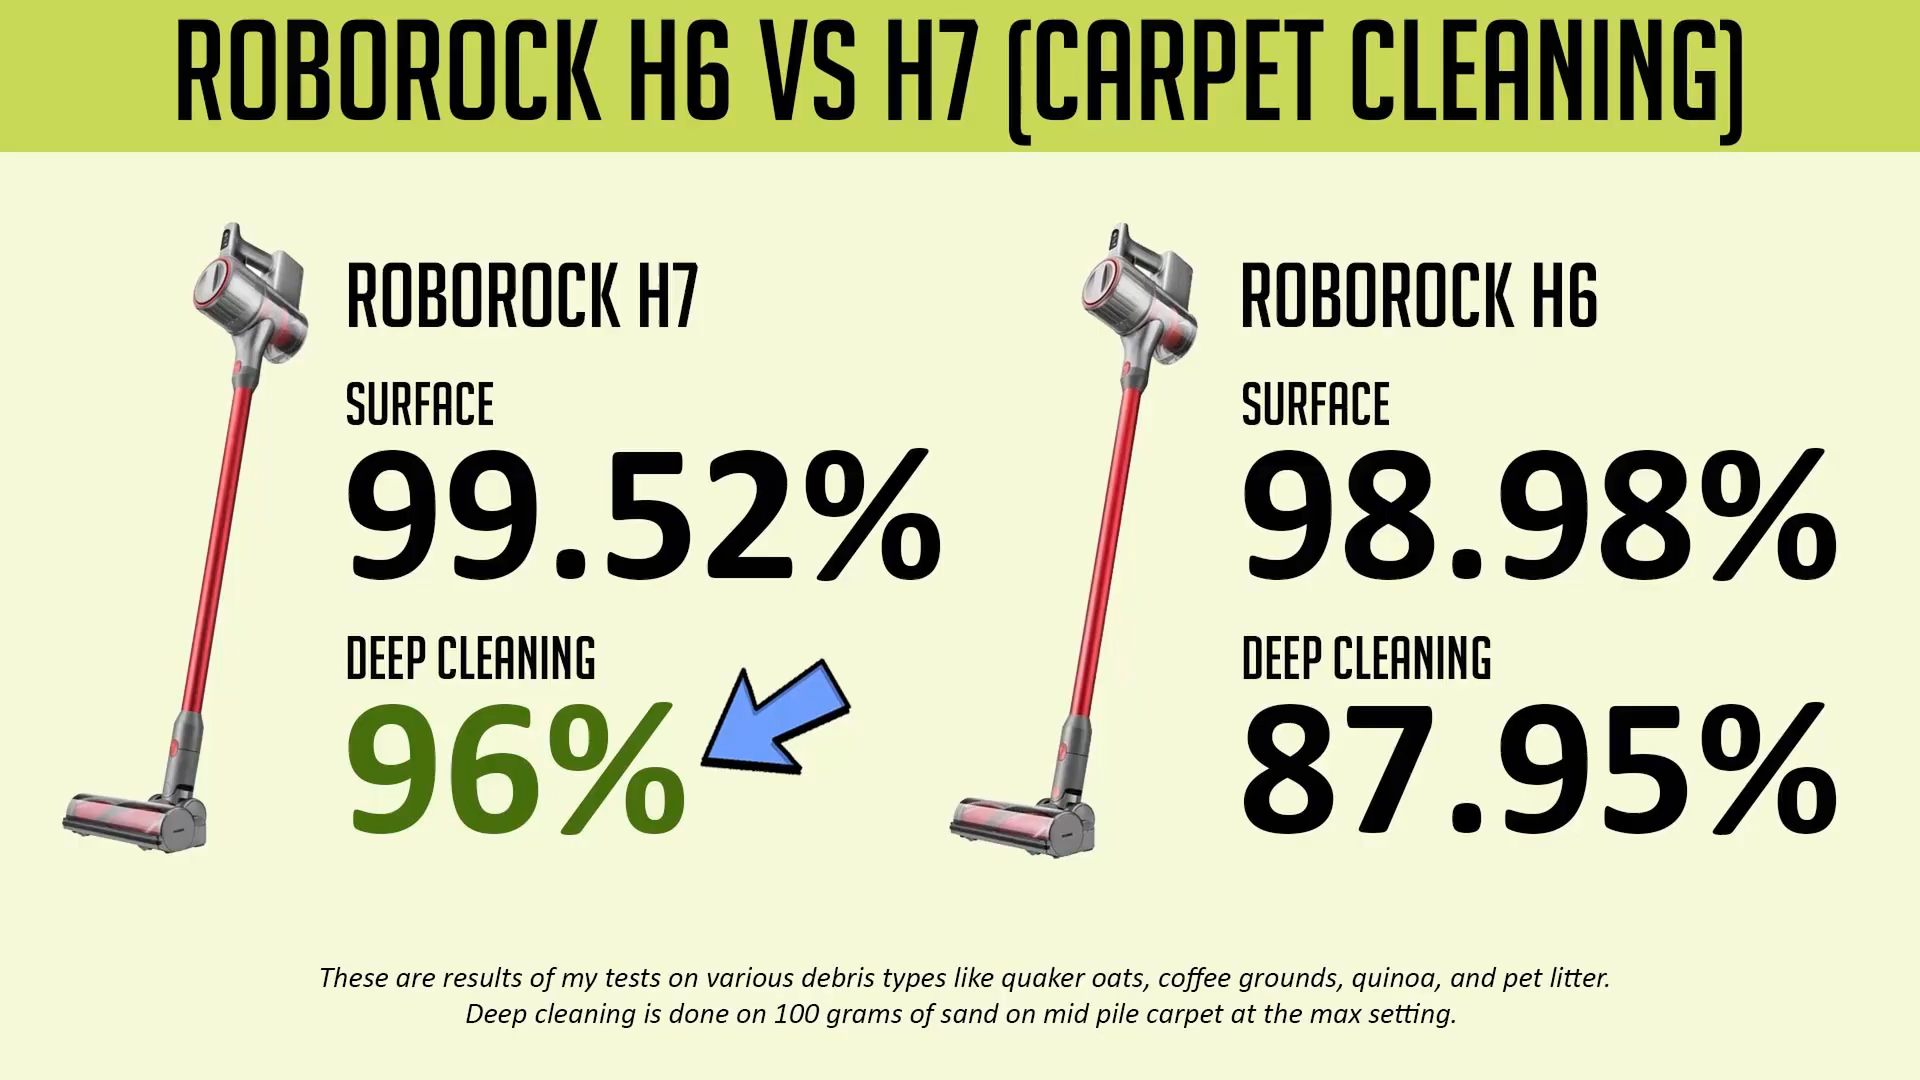 ROBOROCK H6 VS H7 (CARPET CLEANING)
ROBOROCK H7
SURFACE
99.52%
DEEP CLEANING
96%
ROBOROCK H6
SURFACE
98.98%
DEEP CLEANING
87.95%
These are results of my tests on various debris types like quaker oats, coffee grounds, quinoa, and pet litter.
Deep cleaning is done on 100 grams of sand on mid pile carpet at the max setting.